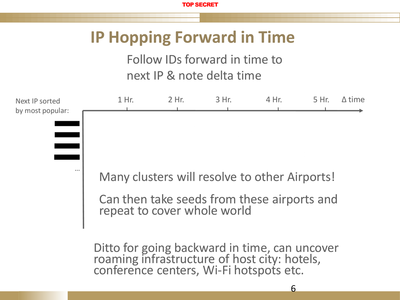 TOP SECRET
IP Hopping Forward in Time
Follow IDs forward in time to
next IP & note delta time
Next IP sorted
by most popular:
1 Hr. 2 Hr. 3 Hr. 4 Hr. 5 Hr. Δ time
...
Many clusters will resolve to other Airports!
Can then take seeds from these airports and
repeat to cover whole world
Ditto for going backward in time, can uncover
roaming infrastructure of host city: hotels,
conference centers, Wi-Fi hotspots etc.
6